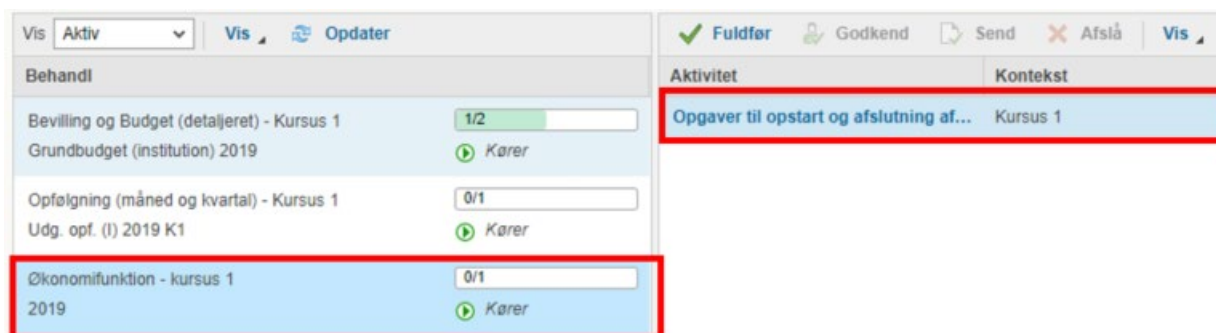 Vis Aktiv Vis Opdater
Behandl
Bevilling og Budget (detaljeret) - Kursus 1 1/2
Grundbudget (institution) 2019 Kører
Opfølgning (måned og kvartal) - Kursus 1 0/1
Udg. opf. (I) 2019 K1 Kører
Økonomifunktion - kursus 1 0/1
2019 Kører
Fuldfør Godkend Send Afslå Vis
Aktivitet Kontekst
Opgaver til opstart og afslutning af... Kursus 1